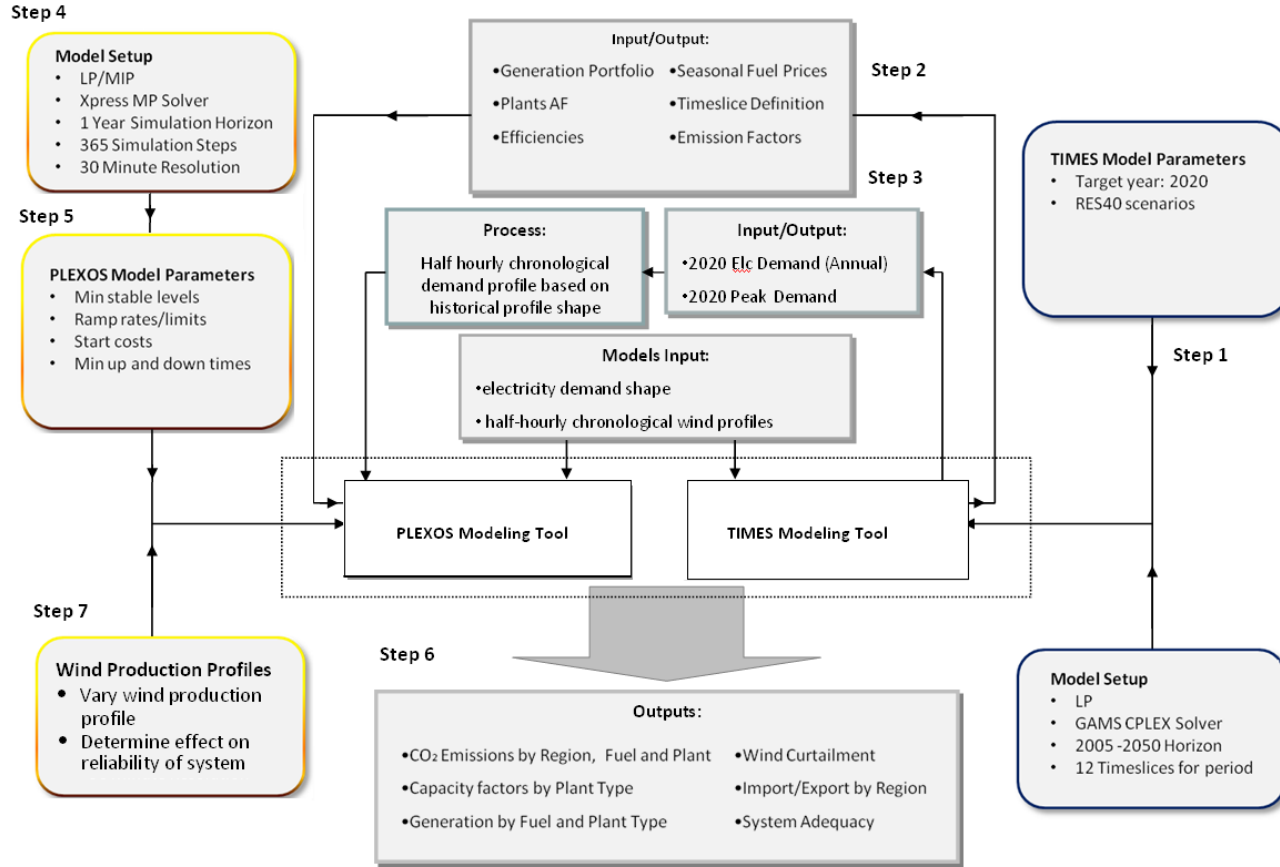 Step 4
Model Setup
• LP/MIP
• Xpress MP Solver
• 1 Year Simulation Horizon
• 365 Simulation Steps
• 30 Minute Resolution
Step 5
PLEXOS Model Parameters
• Min stable levels
• Ramp rates/limits
• Start costs
• Min up and down times
Step 7
Wind Production Profiles
• Vary wind production
profile
• Determine effect on
reliability of system
Input/Output:
•Generation Portfolio
•Plants AF
•Efficiencies
•Seasonal Fuel Prices
•Timeslice Definition
•Emission Factors
Step 2
Step 3
Process:
Half hourly chronological
demand profile based on
historical profile shape
Input/Output:
•2020 Elc Demand (Annual)
•2020 Peak Demand
Models Input:
•electricity demand shape
• half-hourly chronological wind profiles
PLEXOS Modeling Tool
TIMES Modeling Tool
TIMES Model Parameters
• Target year: 2020
• RES40 scenarios
Step 1
Model Setup
• LP
• GAMS CPLEX Solver
• 2005 -2050 Horizon
• 12 Timeslices for period
Step 6
Outputs:
•CO₂ Emissions by Region, Fuel and Plant
•Capacity factors by Plant Type
•Generation by Fuel and Plant Type
•Wind Curtailment
•Import/Export by Region
•System Adequacy